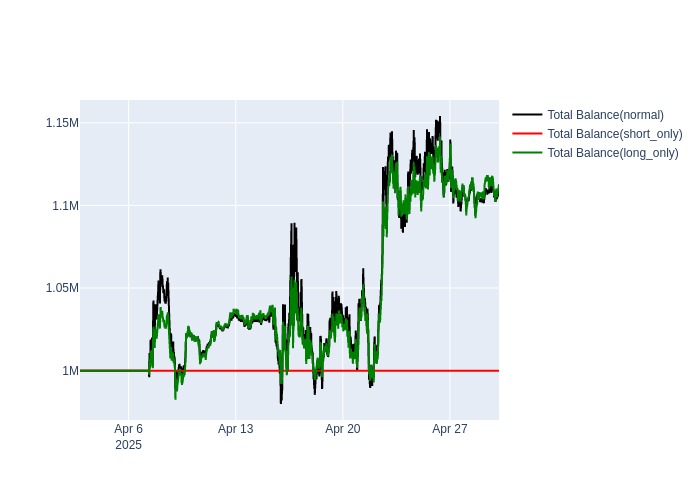 1.15M
1.1M
1.05M
1M
Apr 6
2025
Apr 13
Apr 20
Apr 27
Total Balance(normal)
Total Balance(short_only)
Total Balance(long_only)